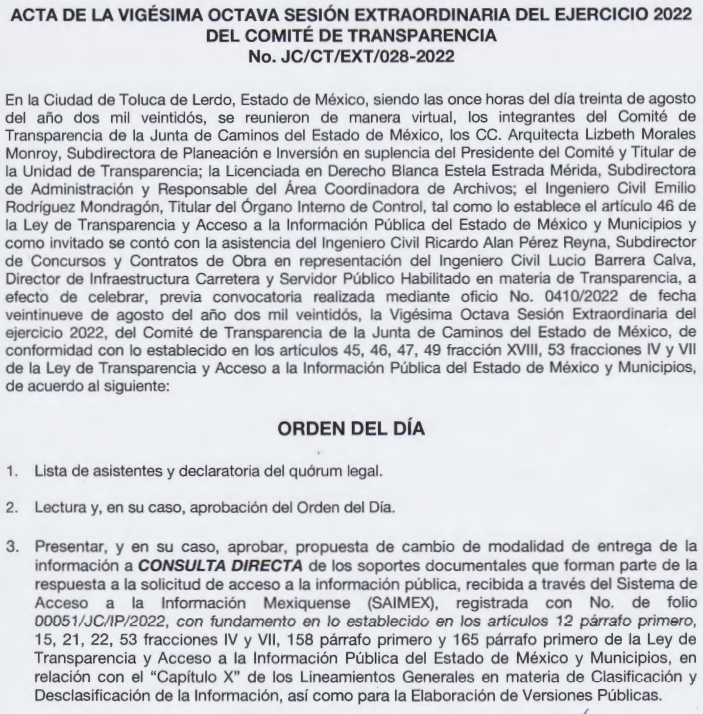 ACTA DE LA VIGÉSIMA OCTAVA SESIÓN EXTRAORDINARIA DEL EJERCICIO 2022
DEL COMITÉ DE TRANSPARENCIA
No. JC/CT/EXT/028-2022
En la Ciudad de Toluca de Lerdo, Estado de México, siendo las once horas del día treinta de agosto
del año dos mil veintidós, se reunieron de manera virtual, los integrantes del Comité de
Transparencia de la Junta de Caminos del Estado de México, los CC. Arquitecta Lizbeth Morales
Monroy, Subdirectora de Planeación e Inversión en suplencia del Presidente del Comité y Titular de
la Unidad de Transparencia; la Licenciada en Derecho Blanca Estela Estrada Mérida, Subdirectora
de Administración y Responsable del Área Coordinadora de Archivos; el Ingeniero Civil Emilio
Rodríguez Mondragón, Titular del Órgano Interno de Control, tal como lo establece el artículo 46 de
la Ley de Transparencia y Acceso a la Información Pública del Estado de México y Municipios y
como invitado se contó con la asistencia del Ingeniero Civil Ricardo Alan Pérez Reyna, Subdirector
de Concursos y Contratos de Obra en representación del Ingeniero Civil Lucio Barrera Calva,
Director de Infraestructura Carretera y Servidor Público Habilitado en materia de Transparencia, a
efecto de celebrar, previa convocatoria realizada mediante oficio No. 0410/2022 de fecha
veintinueve de agosto del año dos mil veintidós, la Vigésima Octava Sesión Extraordinaria del
ejercicio 2022, del Comité de Transparencia de la Junta de Caminos del Estado de México, de
conformidad con lo establecido en los artículos 45, 46, 47, 49 fracción XVIII, 53 fracciones IV y VII
de la Ley de Transparencia y Acceso a la Información Pública del Estado de México y Municipios,
de acuerdo al siguiente:
ORDEN DEL DÍA
1. Lista de asistentes y declaratoria del quórum legal.
2. Lectura y, en su caso, aprobación del Orden del Día.
3. Presentar, y en su caso, aprobar, propuesta de cambio de modalidad de entrega de la
información a CONSULTA DIRECTA de los soportes documentales que forman parte de la
respuesta a la solicitud de acceso a la información pública, recibida a través del Sistema de
Acceso a la Información Mexiquense (SAIMEX), registrada con No. de folio
00051/JC/IP/2022, con fundamento en lo establecido en los artículos 12 párrafo primero,
15, 21, 22, 53 fracciones IV y VII, 158 párrafo primero y 165 párrafo primero de la Ley de
Transparencia y Acceso a la Información Pública del Estado de México y Municipios, en
relación con el "Capítulo X" de los Lineamientos Generales en materia de Clasificación y
Desclasificación de la Información, así como para la Elaboración de Versiones Públicas.